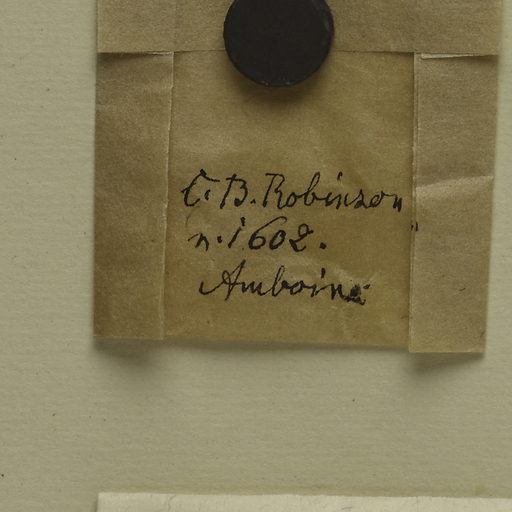 C. B. Robinson
n. 1602.
Amboina